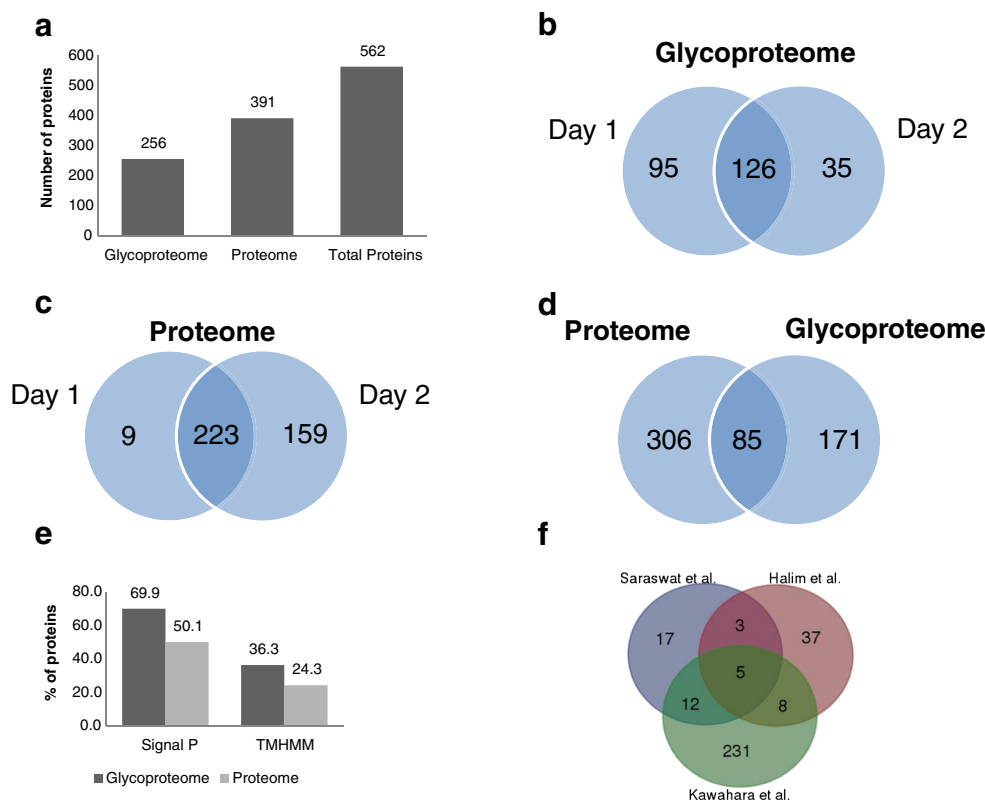 a
600
500
400
300
200
100
0
Number of proteins
256
391
562
Glycoproteome
Proteome
Total Proteins
b
Glycoproteome
Day 1
Day 2
95
126
35
c
Proteome
Day 1
Day 2
9
223
159
d
Proteome
Glycoproteome
306
85
171
e
80.0
60.0
40.0
20.0
0.0
% of proteins
69.9
50.1
36.3
24.3
Signal P
TMHMM
Glycoproteome
Proteome
f
Saraswat et al.
Halim et al.
17
3
37
5
12
8
231
Kawahara et al.